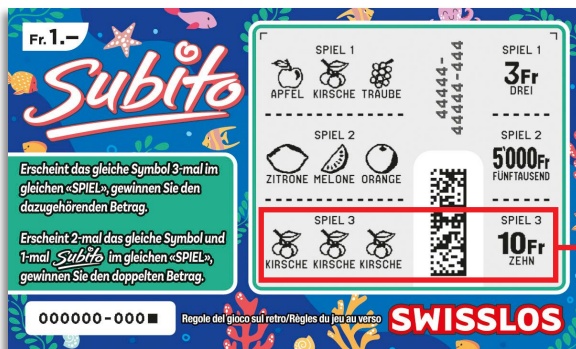 Fr. 1.–
Subito
Erscheint das gleiche Symbol 3-mal im
gleichen «SPIEL», gewinnen Sie den
dazugehörenden Betrag.
Erscheint 2-mal das gleiche Symbol und
1-mal Subito im gleichen «SPIEL»,
gewinnen Sie den doppelten Betrag.
000000-000■
Regole del gioco sul retro/Règles du jeu au verso
SWISSLOS
SPIEL 1
APFEL KIRSCHE TRAUBE
SPIEL 1
3Fr
DREI
SPIEL 2
ZITRONE MELONE ORANGE
SPIEL 2
5'000Fr
FÜNFTAUSEND
SPIEL 3
KIRSCHE KIRSCHE KIRSCHE
SPIEL 3
10Fr
ZEHN
44444-
44444-444